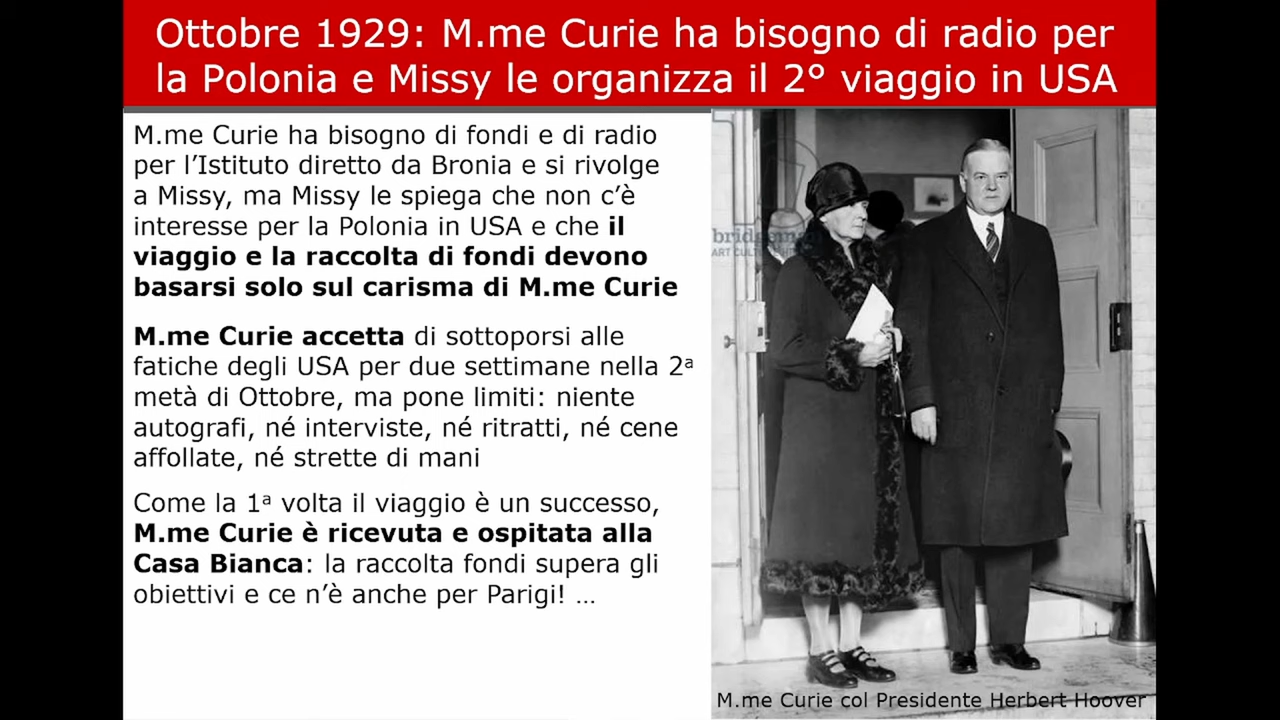 Ottobre 1929: M.me Curie ha bisogno di radio per
la Polonia e Missy le organizza il 2° viaggio in USA
M.me Curie ha bisogno di fondi e di radio
per l’Istituto diretto da Bronia e si rivolge
a Missy, ma Missy le spiega che non c’è
interesse per la Polonia in USA e che il
viaggio e la raccolta di fondi devono
basarsi solo sul carisma di M.me Curie
M.me Curie accetta di sottoporsi alle
fatiche degli USA per due settimane nella 2ª
metà di Ottobre, ma pone limiti: niente
autografi, né interviste, né ritratti, né cene
affollate, né strette di mani
Come la 1ª volta il viaggio è un successo,
M.me Curie è ricevuta e ospitata alla
Casa Bianca: la raccolta fondi supera gli
obiettivi e ce n’è anche per Parigi! …
M.me Curie col Presidente Herbert Hoover